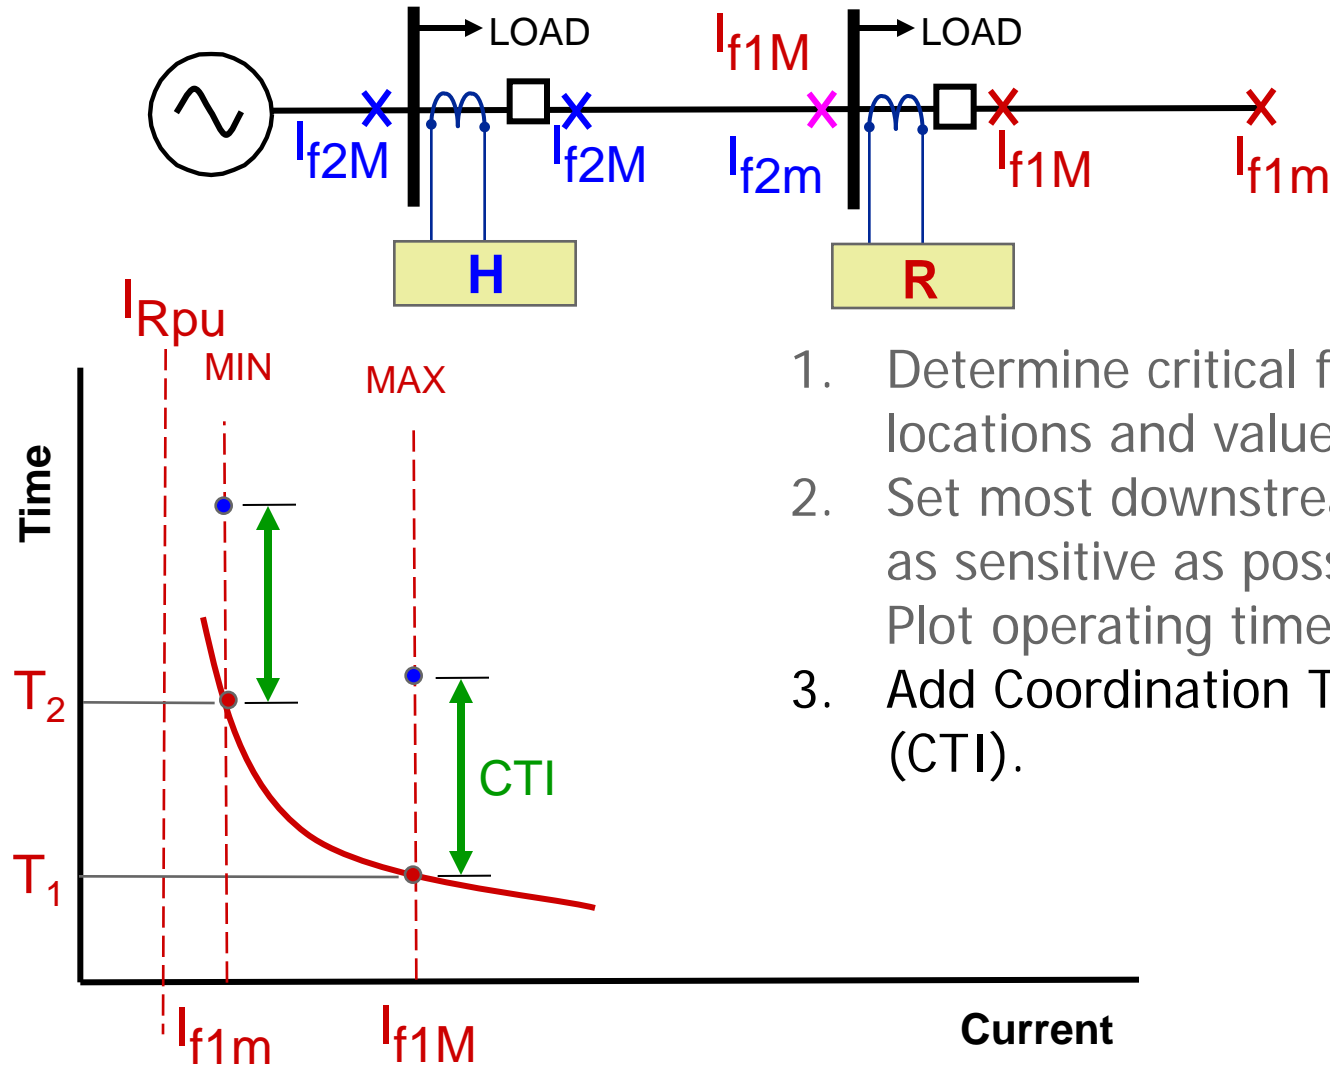 LOAD
LOAD
If1M
If2M
If2M
If2m
If1M
If1m
H
R
IRpu
MIN
MAX
Time
T2
T1
CTI
If1m
If1M
Current
1. Determine critical f
locations and value
2. Set most downstrea
as sensitive as poss
Plot operating time
3. Add Coordination T
(CTI).